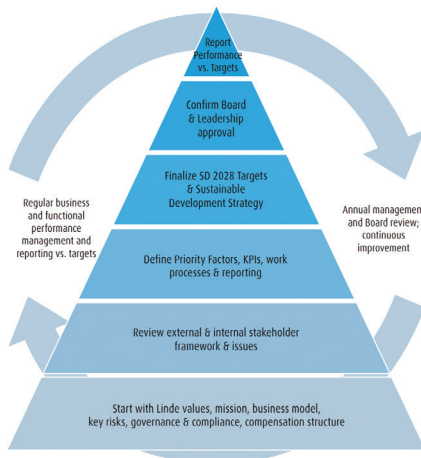 Report
Performance
vs. Targets
Confirm Board
& Leadership
approval
Finalize SD 2028 Targets
& Sustainable
Development Strategy
Regular business
and functional
performance
management and
reporting vs. targets
Annual management
and Board review;
continuous
improvement
Define Priority Factors, KPIs, work
processes & reporting
Review external & internal stakeholder
framework & issues
Start with Linde values, mission, business model,
key risks, governance & compliance, compensation structure